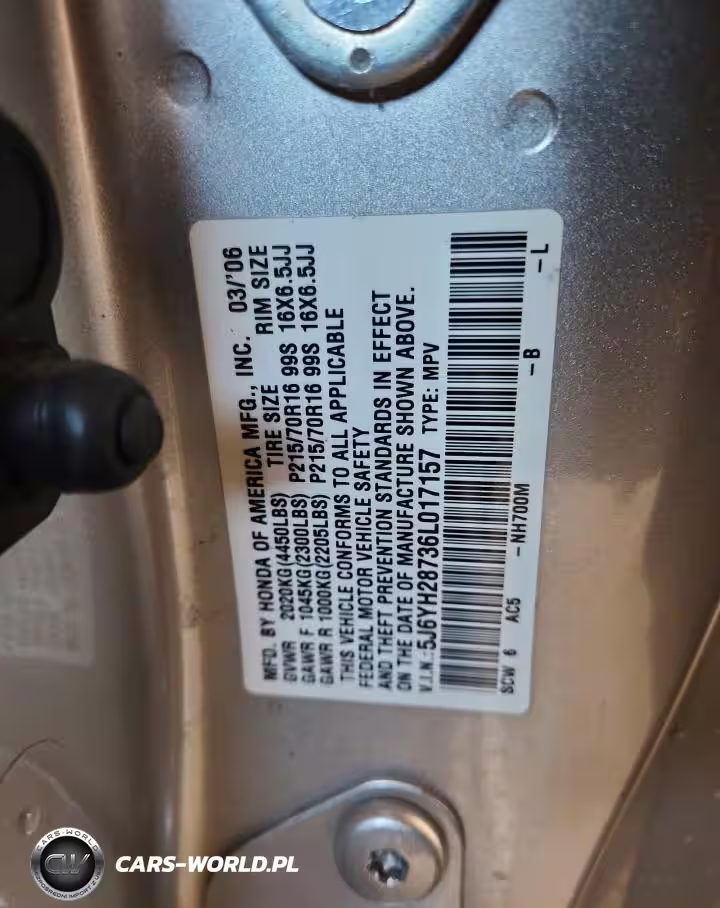 MFD. BY HONDA OF AMERICA MFG., INC. 03/'06
GVWR 2020KG(4450LBS) TIRE SIZE RIM SIZE
GAWR F 1045KG(2300LBS) P215/70R16 99S 16X6.5JJ
GAWR R 1000KG(2205LBS) P215/70R16 99S 16X6.5JJ
THIS VEHICLE CONFORMS TO ALL APPLICABLE
FEDERAL MOTOR VEHICLE SAFETY
AND THEFT PREVENTION STANDARDS IN EFFECT
ON THE DATE OF MANUFACTURE SHOWN ABOVE.
V.I.N.:5J6YH28736L017157 TYPE: MPV
SCW 6 AC5 -NH700M -B -L
CARS-WORLD
CW
CARS-WORLD.PL